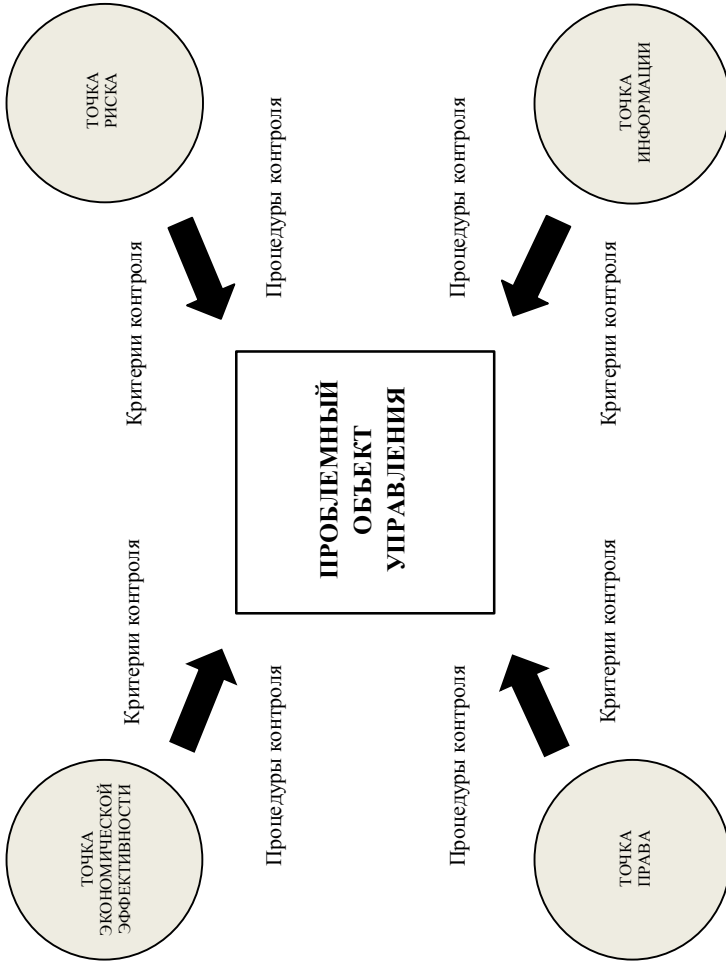 ТОЧКА
ЭКОНОМИЧЕСКОЙ
ЭФФЕКТИВНОСТИ
ТОЧКА
РИСКА
Критерии контроля
Критерии контроля
Процедуры контроля
Процедуры контроля
ПРОБЛЕМНЫЙ
ОБЪЕКТ
УПРАВЛЕНИЯ
Процедуры контроля
Процедуры контроля
Критерии контроля
Критерии контроля
ТОЧКА
ПРАВА
ТОЧКА
ИНФОРМАЦИИ